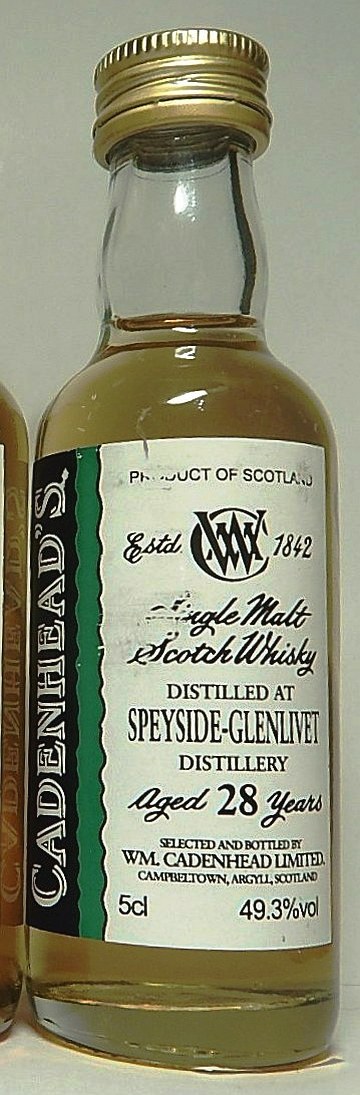 CADENHEAD'S.
PRODUCT OF SCOTLAND
Estd. WC 1842
Single Malt
Scotch Whisky
DISTILLED AT
SPEYSIDE-GLENLIVET
DISTILLERY
Aged 28 Years
SELECTED AND BOTTLED BY
WM. CADENHEAD LIMITED.
CAMPBELTOWN, ARGYLL, SCOTLAND
5cl 49.3%vol